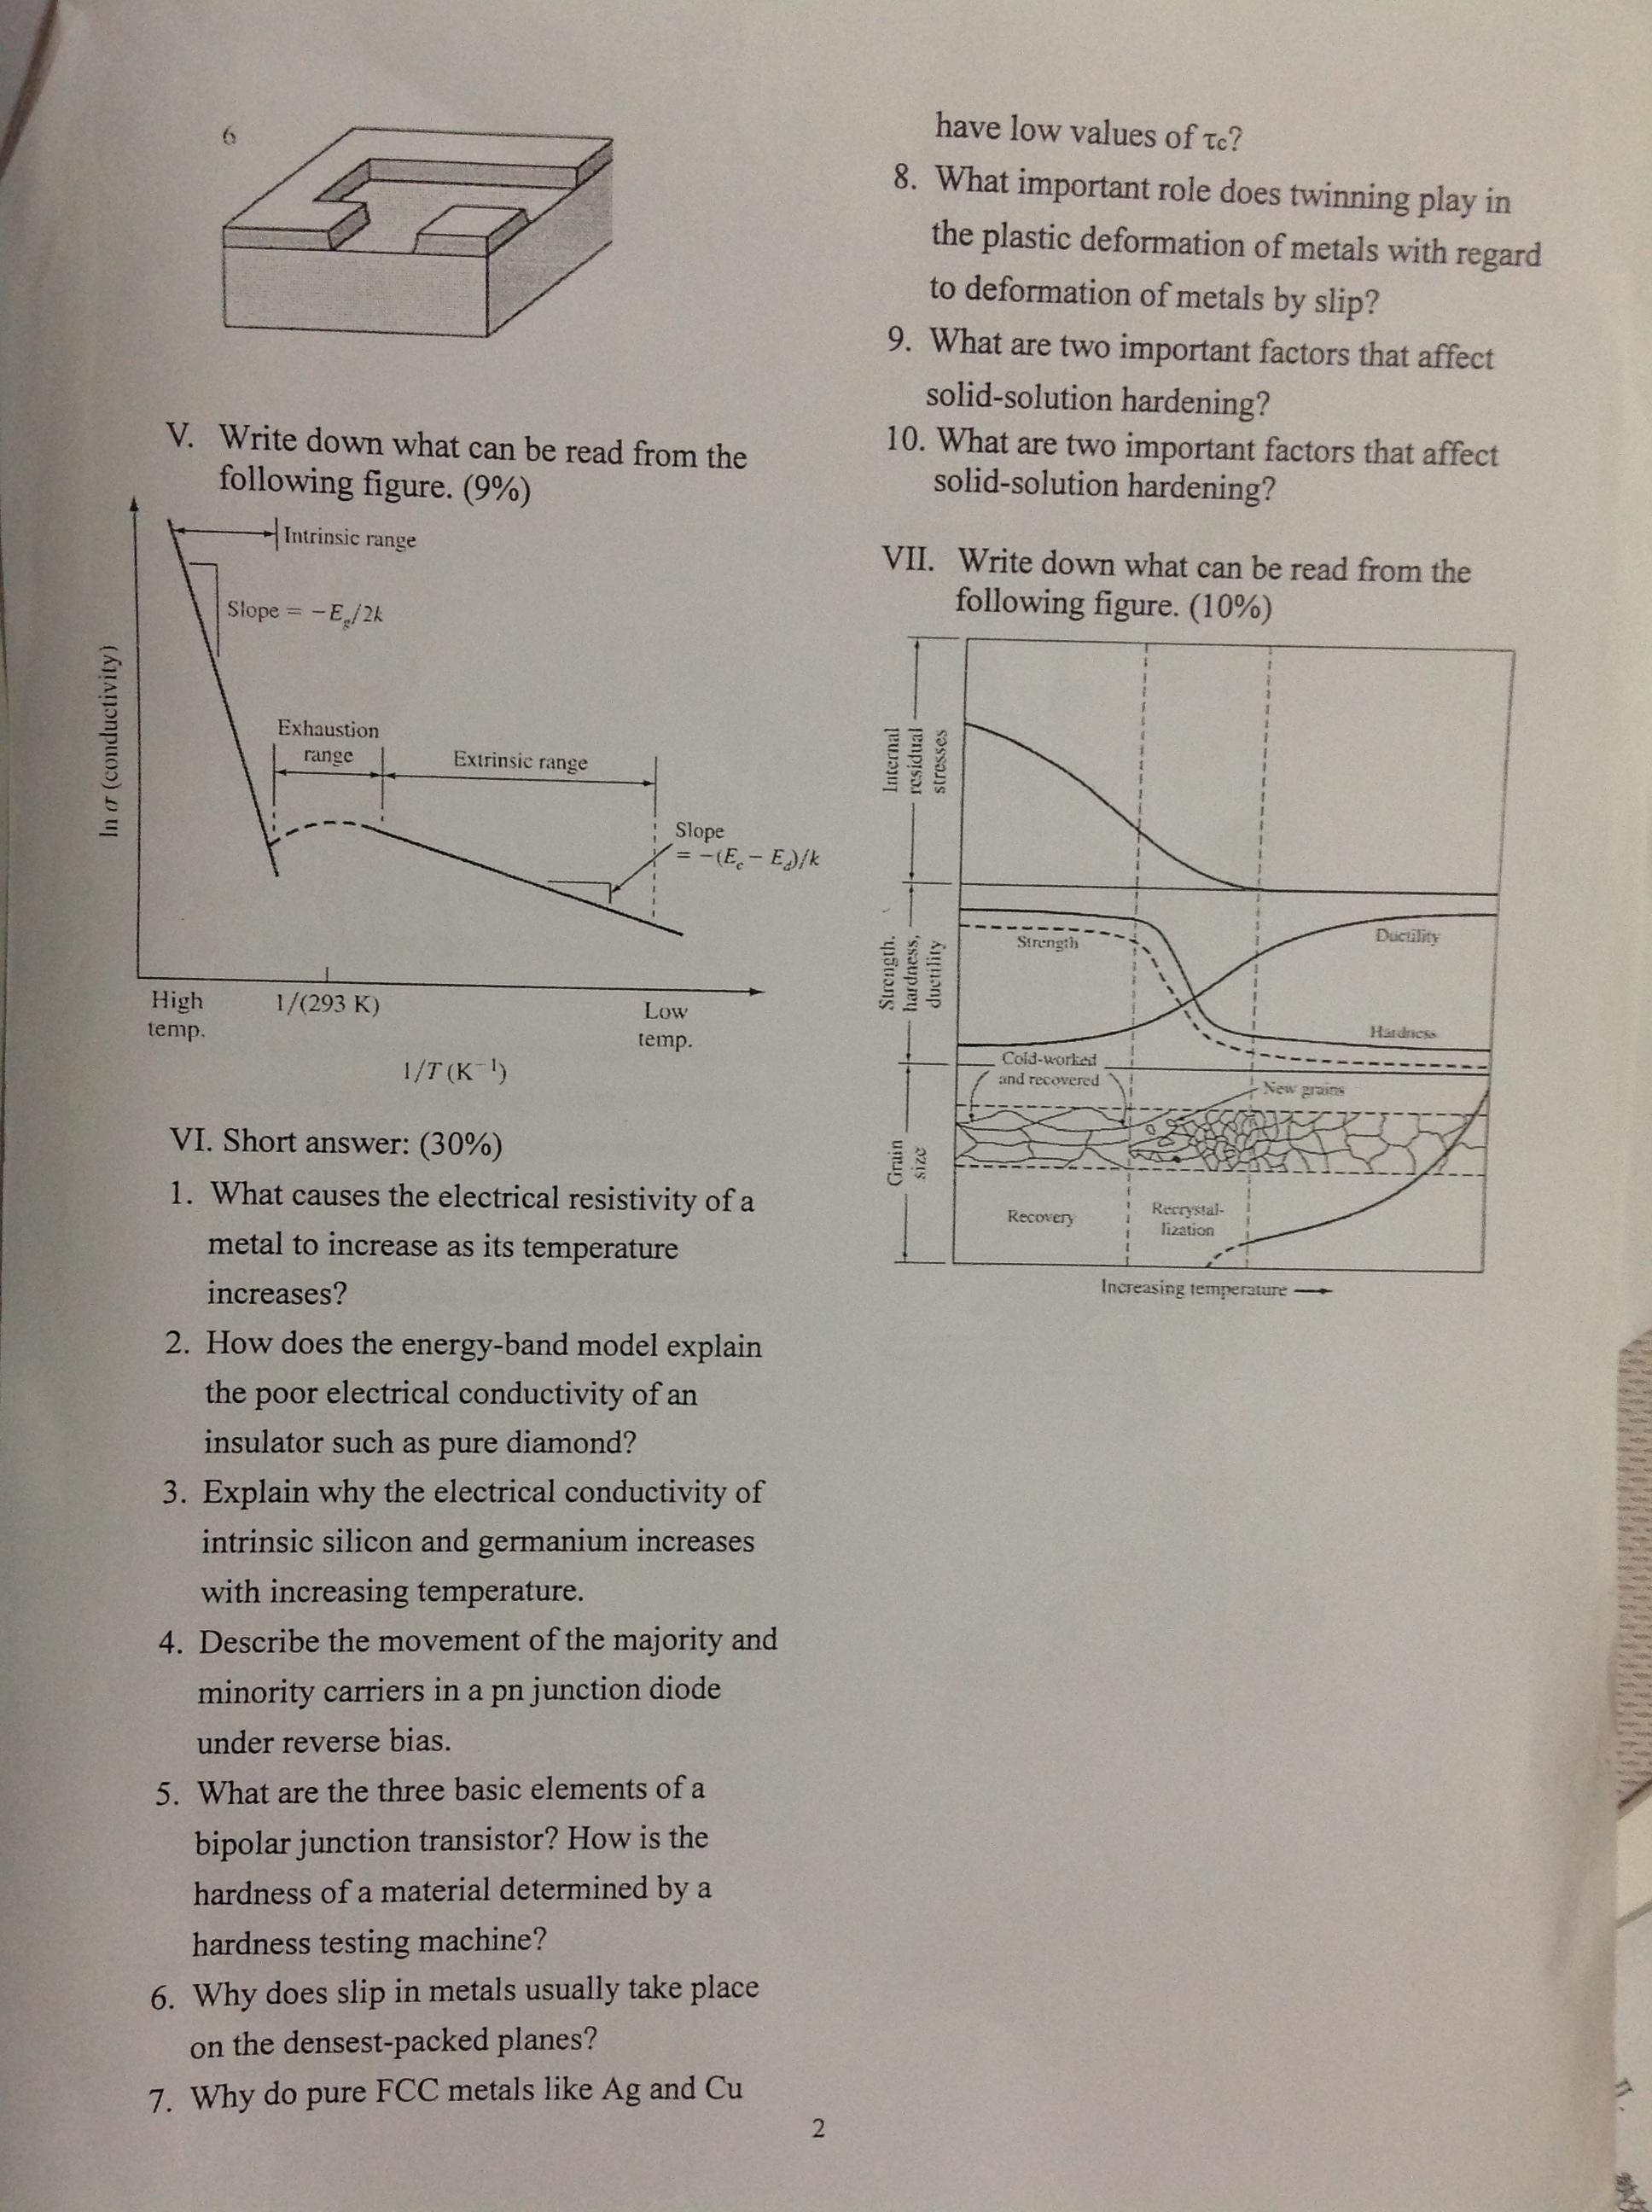 6
V. Write down what can be read from the
following figure. (9%)
Intrinsic range
Slope = −E_g/2k
ln σ (conductivity)
Exhaustion
range
Extrinsic range
Slope
= −(E_c − E_d)/k
High
temp.
1/(293 K)
Low
temp.
1/T (K⁻¹)
VI. Short answer: (30%)
1. What causes the electrical resistivity of a
metal to increase as its temperature
increases?
2. How does the energy-band model explain
the poor electrical conductivity of an
insulator such as pure diamond?
3. Explain why the electrical conductivity of
intrinsic silicon and germanium increases
with increasing temperature.
4. Describe the movement of the majority and
minority carriers in a pn junction diode
under reverse bias.
5. What are the three basic elements of a
bipolar junction transistor? How is the
hardness of a material determined by a
hardness testing machine?
6. Why does slip in metals usually take place
on the densest-packed planes?
7. Why do pure FCC metals like Ag and Cu
have low values of τc?
8. What important role does twinning play in
the plastic deformation of metals with regard
to deformation of metals by slip?
9. What are two important factors that affect
solid-solution hardening?
10. What are two important factors that affect
solid-solution hardening?
VII. Write down what can be read from the
following figure. (10%)
Internal
residual
stresses
Strength,
hardness,
ductility
Strength
Ductility
Hardness
Cold-worked
and recovered
New grains
Grain
size
Recovery
Recrystal-
lization
Increasing temperature
2